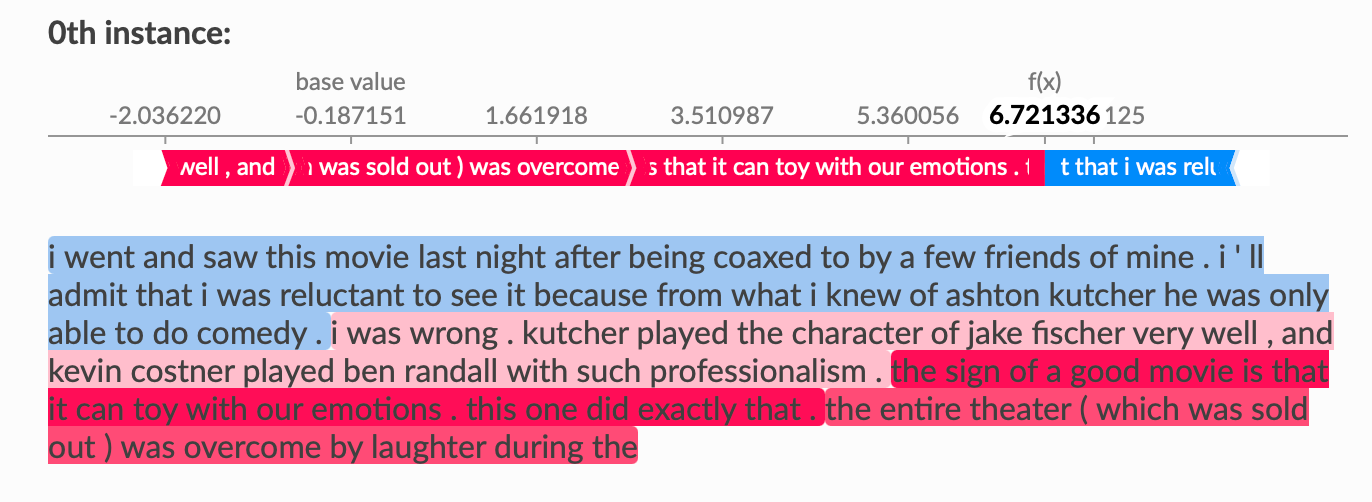 0th instance:
base value f(x)
-2.036220 -0.187151 1.661918 3.510987 5.360056 6.721336 125
well , and was sold out ) was overcome s that it can toy with our emotions . t that i was relu
i went and saw this movie last night after being coaxed to by a few friends of mine . i ' ll
admit that i was reluctant to see it because from what i knew of ashton kutcher he was only
able to do comedy . i was wrong . kutcher played the character of jake fischer very well , and
kevin costner played ben randall with such professionalism . the sign of a good movie is that
it can toy with our emotions . this one did exactly that . the entire theater ( which was sold
out ) was overcome by laughter during the